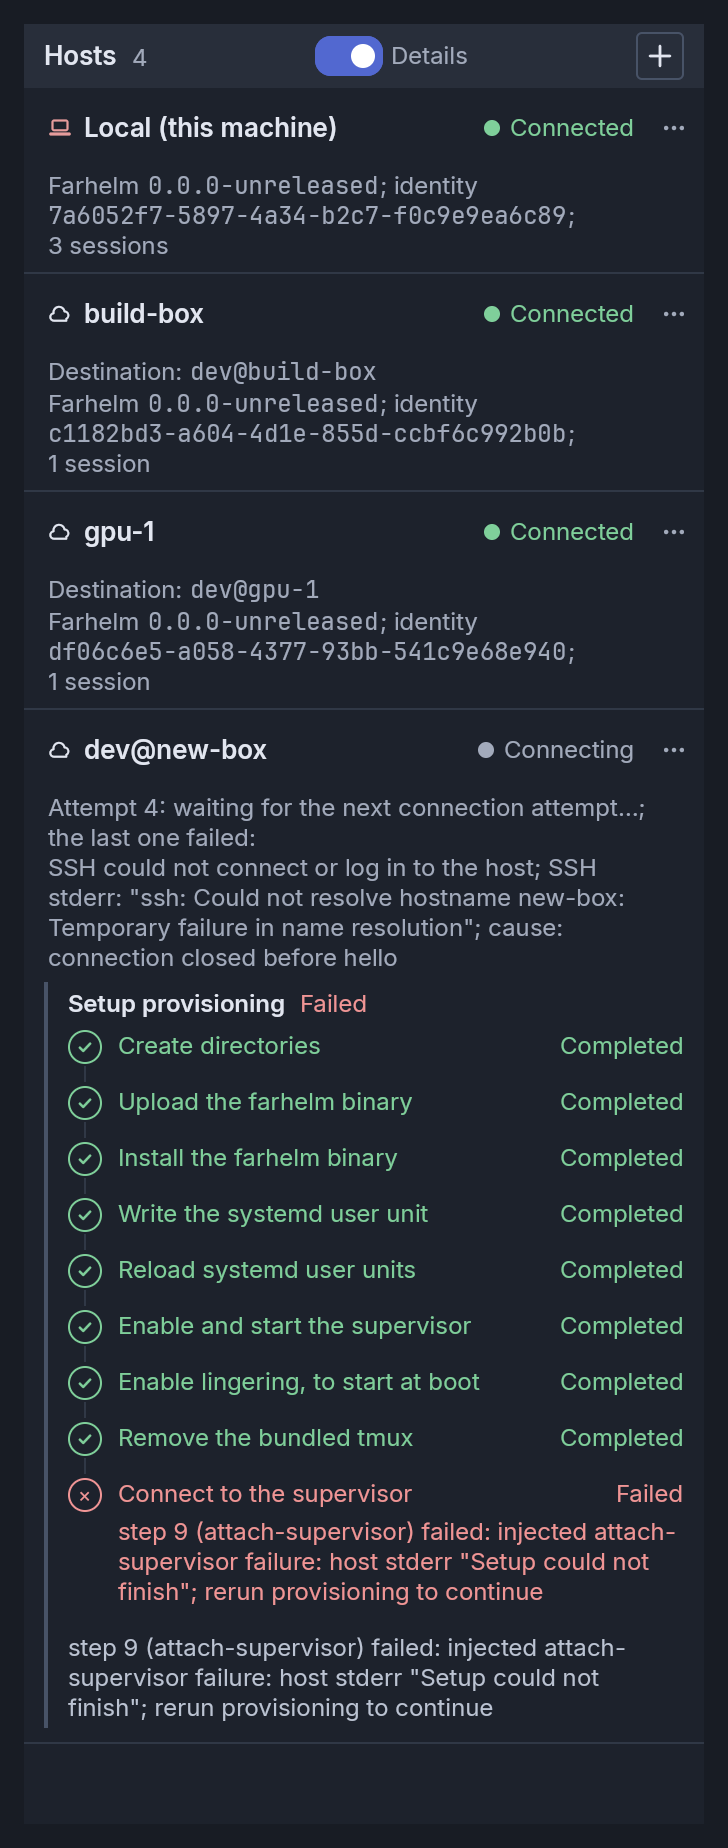 Hosts 4 Details
Local (this machine) Connected
Farhelm 0.0.0-unreleased; identity
7a6052f7-5897-4a34-b2c7-f0c9e9ea6c89;
3 sessions
build-box Connected
Destination: dev@build-box
Farhelm 0.0.0-unreleased; identity
c1182bd3-a604-4d1e-855d-ccbf6c992b0b;
1 session
gpu-1 Connected
Destination: dev@gpu-1
Farhelm 0.0.0-unreleased; identity
df06c6e5-a058-4377-93bb-541c9e68e940;
1 session
dev@new-box Connecting
Attempt 4: waiting for the next connection attempt…;
the last one failed:
SSH could not connect or log in to the host; SSH
stderr: "ssh: Could not resolve hostname new-box:
Temporary failure in name resolution"; cause:
connection closed before hello
Setup provisioning Failed
Create directories Completed
Upload the farhelm binary Completed
Install the farhelm binary Completed
Write the systemd user unit Completed
Reload systemd user units Completed
Enable and start the supervisor Completed
Enable lingering, to start at boot Completed
Remove the bundled tmux Completed
Connect to the supervisor Failed
step 9 (attach-supervisor) failed: injected attach-
supervisor failure: host stderr "Setup could not
finish"; rerun provisioning to continue
step 9 (attach-supervisor) failed: injected attach-
supervisor failure: host stderr "Setup could not
finish"; rerun provisioning to continue